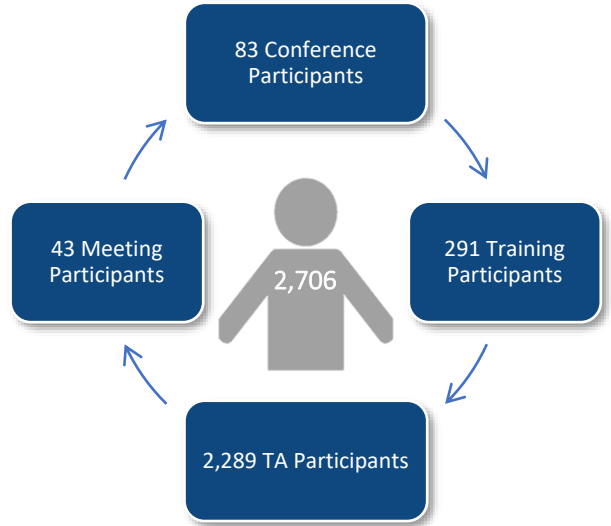 83 Conference
Participants
43 Meeting
Participants
2,706
291 Training
Participants
2,289 TA Participants